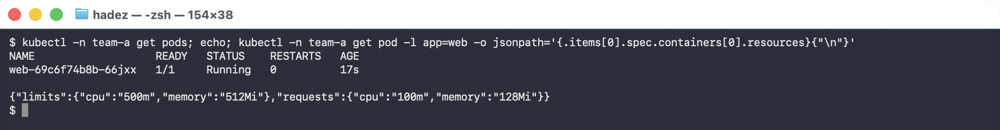 hadez — -zsh — 154×38
$ kubectl -n team-a get pods; echo; kubectl -n team-a get pod -l app=web -o jsonpath='{.items[0].spec.containers[0].resources}{"\n"}'
NAME                   READY   STATUS    RESTARTS   AGE
web-69c6f74b8b-66jxx   1/1     Running   0          17s
{"limits":{"cpu":"500m","memory":"512Mi"},"requests":{"cpu":"100m","memory":"128Mi"}}
$